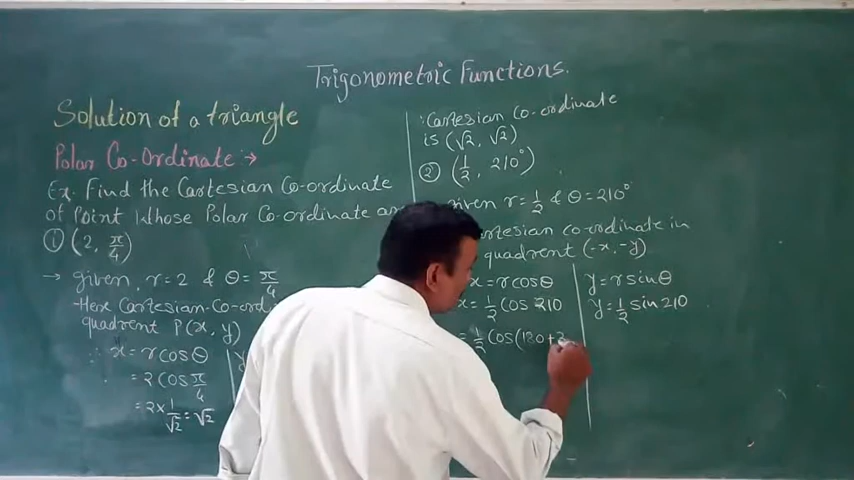 Trigonometric Functions.
Solution of a triangle
Polar Co-Ordinate →
Ex. Find the Cartesian Co-ordinate
of Point Whose Polar Co-ordinate are
① (2, π/4)
→ given, r = 2 & θ = π/4
-Here Cartesian Co-ord
quadrent P(x, y)
∴ x = r cos θ
= 2 cos π/4
= 2 × 1/√2 = √2
y
∴ Cartesian Co-ordinate
is (√2, √2)
② (1/2, 210°)
given r = 1/2 & θ = 210°
Cartesian co-ordinate in
quadrent (-x, -y)
x = r cos θ
x = 1/2 cos 210
= 1/2 cos (180+3
y = r sin θ
y = 1/2 sin 210